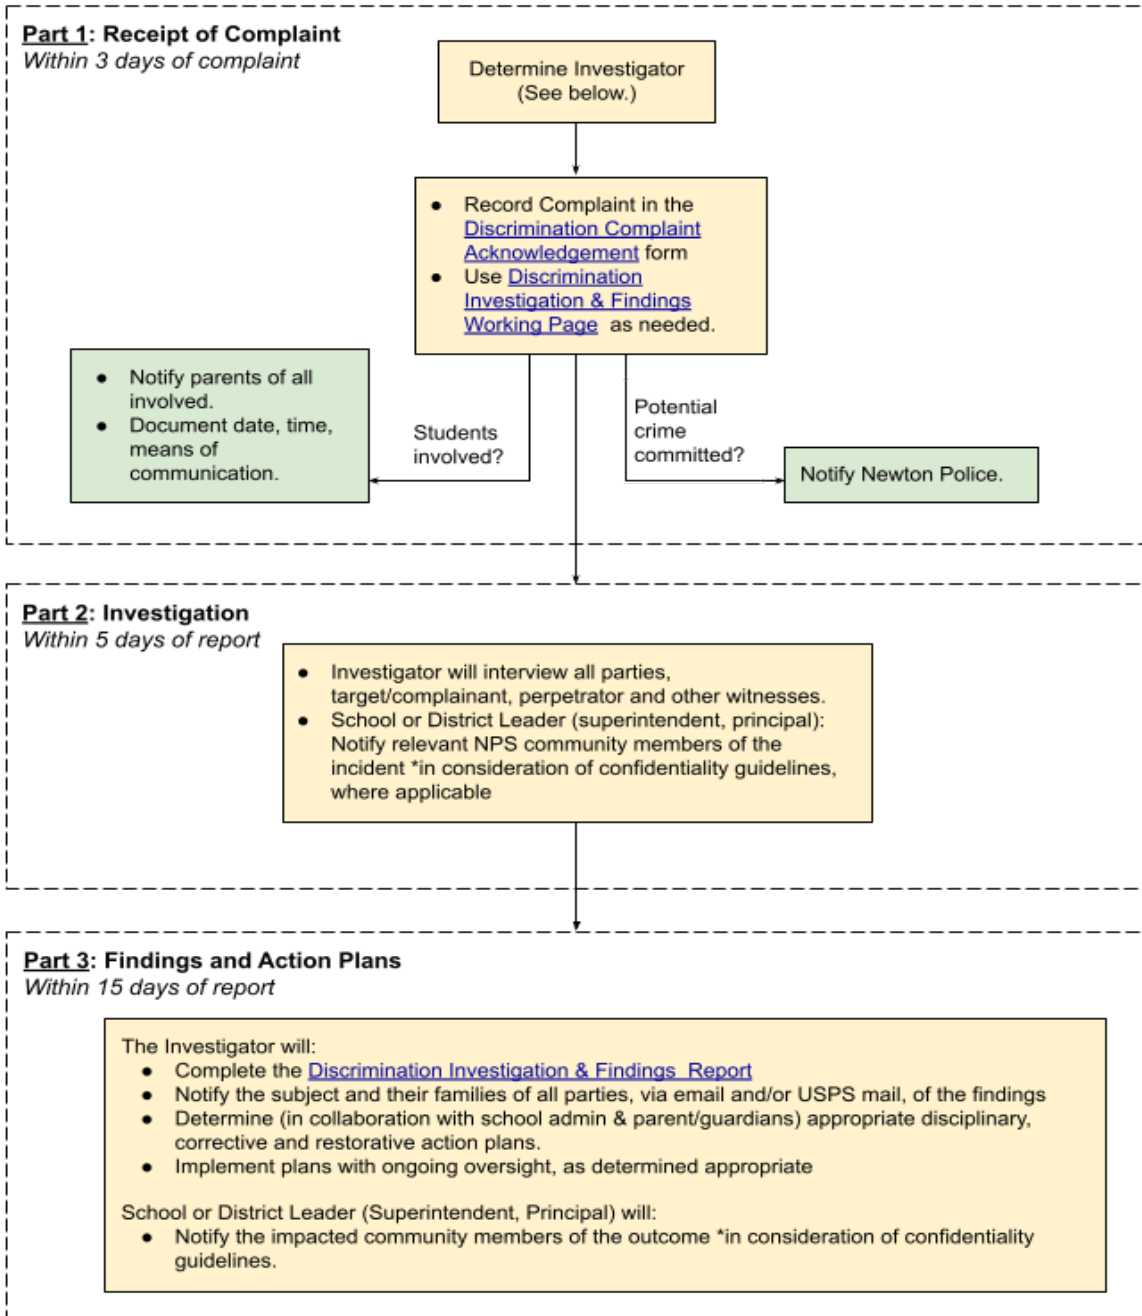 Part 1: Receipt of Complaint
Within 3 days of complaint
Determine Investigator
(See below.)
● Record Complaint in the
Discrimination Complaint
Acknowledgement form
● Use Discrimination
Investigation & Findings
Working Page as needed.
● Notify parents of all
involved.
● Document date, time,
means of
communication.
Students
involved?
Potential
crime
committed?
Notify Newton Police.
Part 2: Investigation
Within 5 days of report
● Investigator will interview all parties,
target/complainant, perpetrator and other witnesses.
● School or District Leader (superintendent, principal):
Notify relevant NPS community members of the
incident *in consideration of confidentiality guidelines,
where applicable
Part 3: Findings and Action Plans
Within 15 days of report
The Investigator will:
● Complete the Discrimination Investigation & Findings Report
● Notify the subject and their families of all parties, via email and/or USPS mail, of the findings
● Determine (in collaboration with school admin & parent/guardians) appropriate disciplinary,
corrective and restorative action plans.
● Implement plans with ongoing oversight, as determined appropriate
School or District Leader (Superintendent, Principal) will:
● Notify the impacted community members of the outcome *in consideration of confidentiality
guidelines.